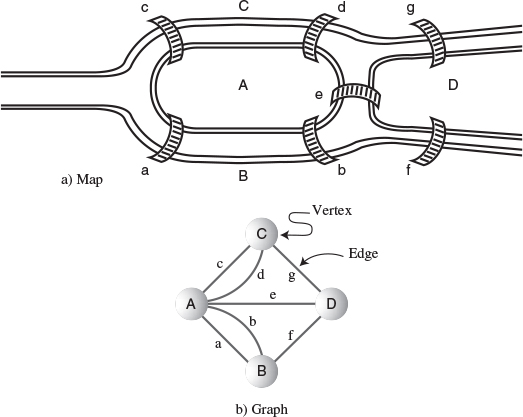 c C d g
A
e
D
a B b f
a) Map
Vertex
C
Edge
c d g
A e D
b
a f
B
b) Graph